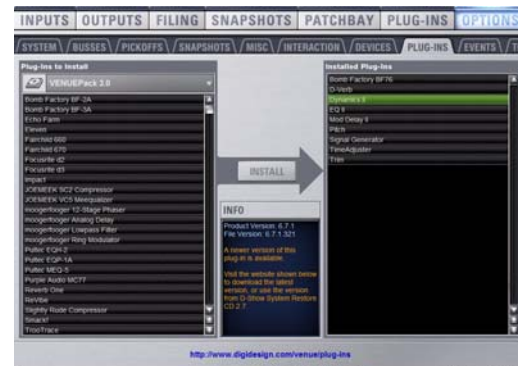 INPUTS OUTPUTS FILING SNAPSHOTS PATCHBAY PLUG-INS OPTIONS
SYSTEM BUSSES PICKOFFS SNAPSHOTS MISC INTERACTION DEVICES PLUG-INS EVENTS
Plug-Ins to Install
VENUEPack 2.0
Bomb Factory BF-2A
Bomb Factory BF-3A
Echo Farm
Eleven
Fairchild 660
Fairchild 670
Focusrite d2
Focusrite d3
Impact
JOEMEEK SC2 Compressor
JOEMEEK VC5 Meequalizer
moogerfooger 12-Stage Phaser
moogerfooger Analog Delay
moogerfooger Lowpass Filter
moogerfooger Ring Modulator
Pultec EQH-2
Pultec EQP-1A
Pultec MEQ-5
Purple Audio MC77
Reverb One
ReVibe
Slightly Rude Compressor
Smack!
TrooTrace
INSTALL
INFO
Product Version: 6.7.1
File Version: 6.7.1.321
A newer version of this
plug-in is available.
Visit the website shown below
to download the latest
version, or use the version
from D-Show System Restore
CD 2.7
Installed Plug-Ins
Bomb Factory BF76
D-Verb
Dynamics II
EQ II
Mod Delay II
Pitch
Signal Generator
TimeAdjuster
Trim
http://www.digidesign.com/venue/plug-ins